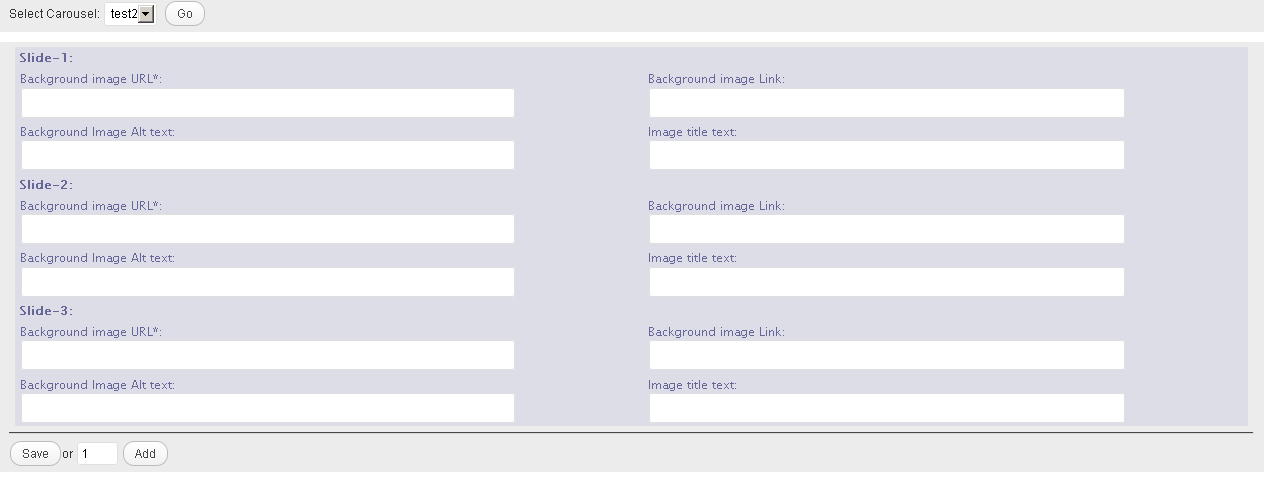 Select Carousel: test2 Go
Slide-1:
Background image URL*: Background image Link:
Background Image Alt text: Image title text:
Slide-2:
Background image URL*: Background image Link:
Background Image Alt text: Image title text:
Slide-3:
Background image URL*: Background image Link:
Background Image Alt text: Image title text:
Save or 1 Add